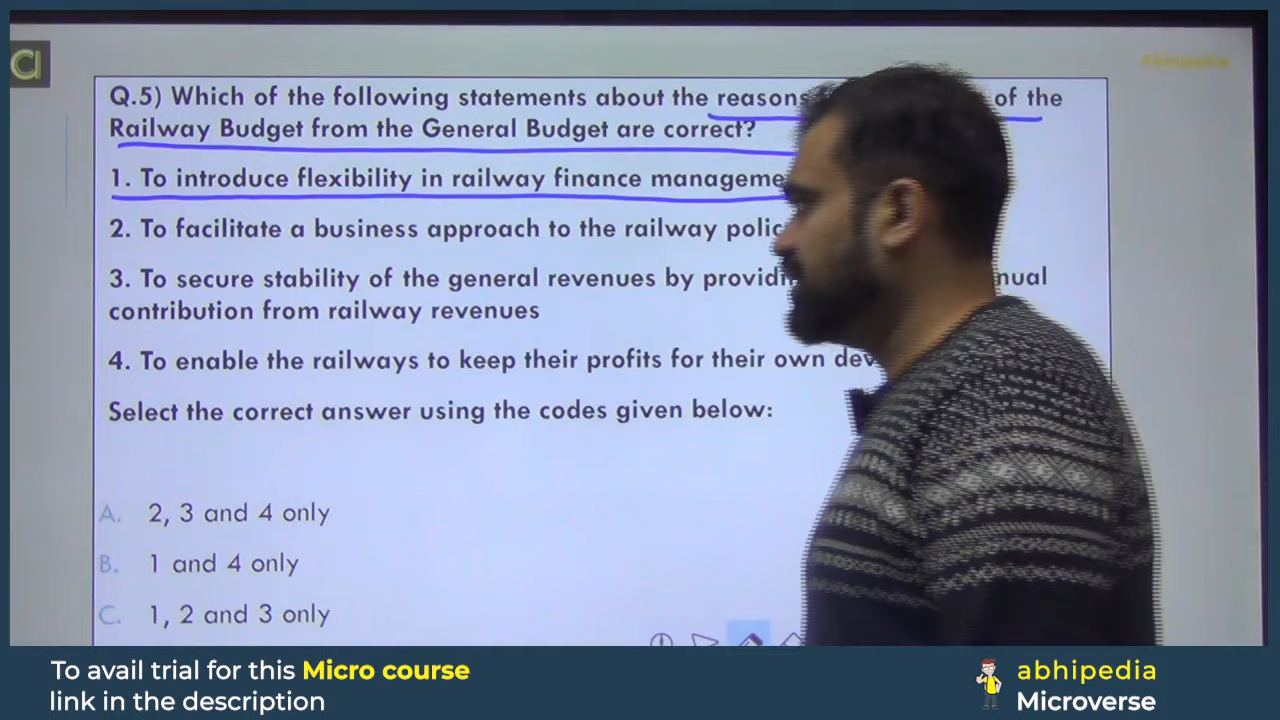 a
Abhipedia
Q.5) Which of the following statements about the reasons of the
Railway Budget from the General Budget are correct?
1. To introduce flexibility in railway finance
2. To facilitate a business approach to the railway
3. To secure stability of the general revenues by
contribution from railway revenues
4. To enable the railways to keep their profits for their own
Select the correct answer using the codes given below:
A. 2, 3 and 4 only
B. 1 and 4 only
C. 1, 2 and 3 only
To avail trial for this Micro course
link in the description
abhipedia
Microverse